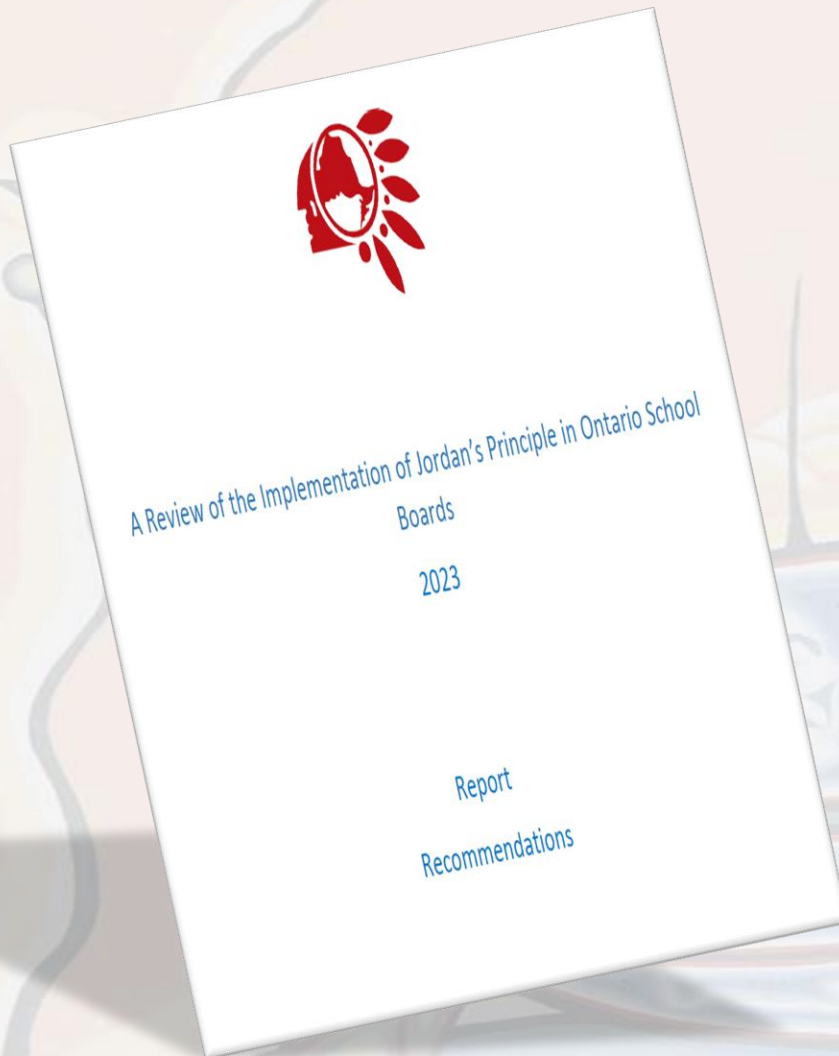 A Review of the Implementation of Jordan’s Principle in Ontario School
Boards
2023
Report
Recommendations